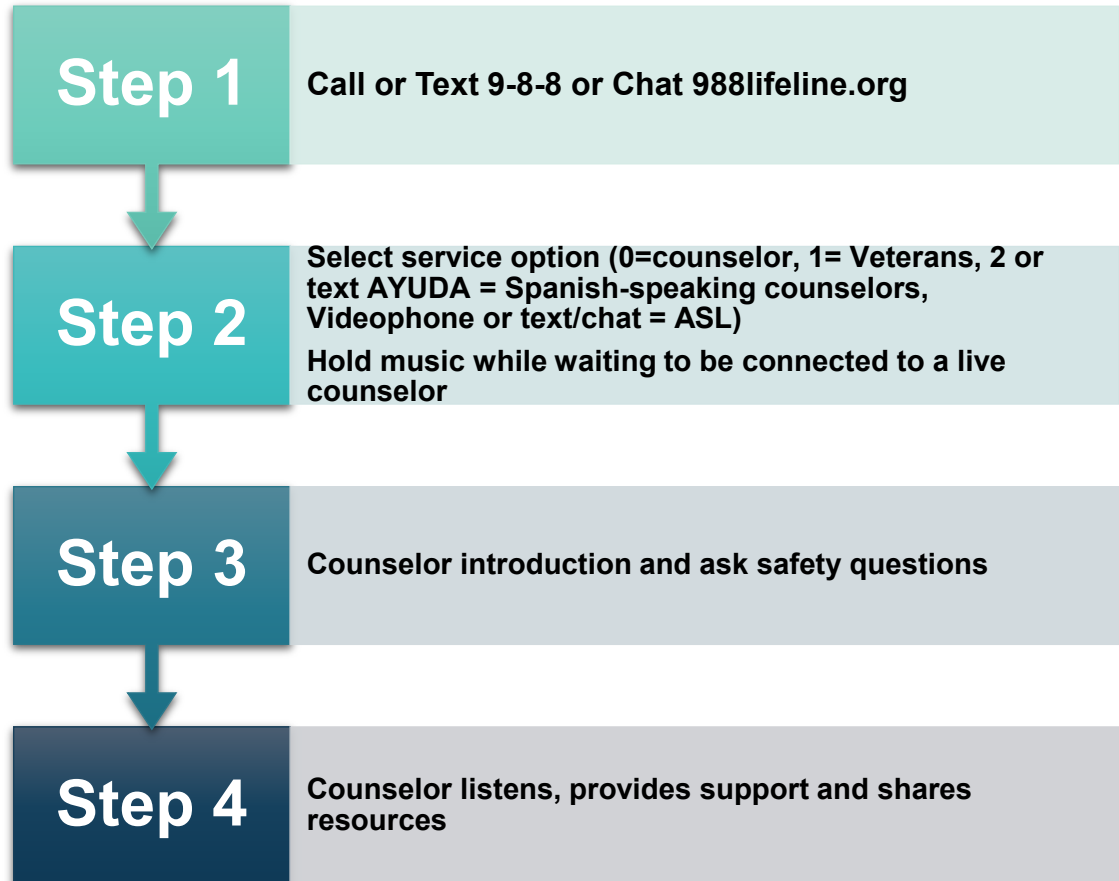 Step 1
Call or Text 9-8-8 or Chat 988lifeline.org
Step 2
Select service option (0=counselor, 1= Veterans, 2 or
text AYUDA = Spanish-speaking counselors,
Videophone or text/chat = ASL)
Hold music while waiting to be connected to a live
counselor
Step 3
Counselor introduction and ask safety questions
Step 4
Counselor listens, provides support and shares
resources